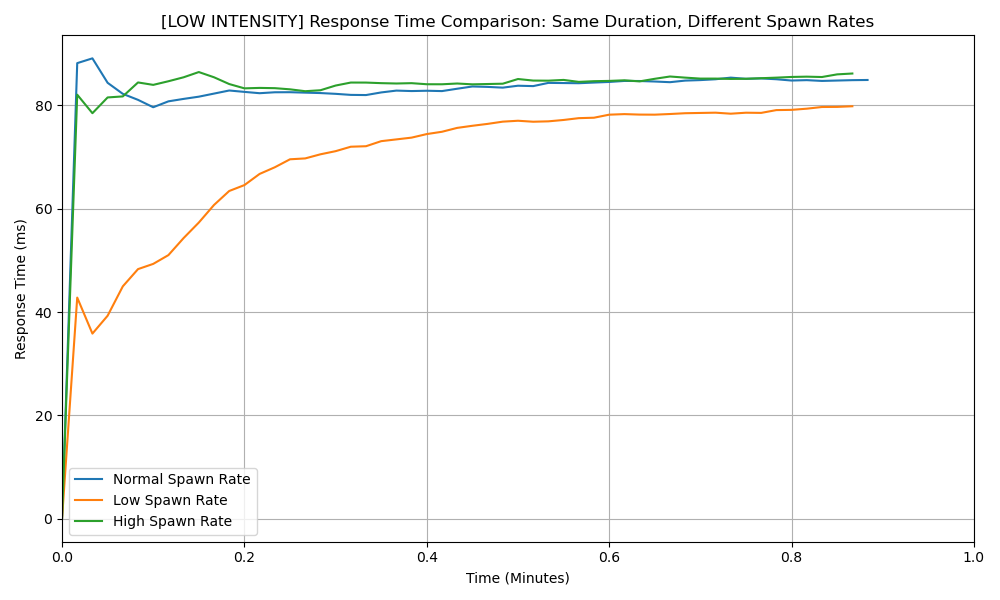 [LOW INTENSITY] Response Time Comparison: Same Duration, Different Spawn Rates
Response Time (ms)
80
60
40
20
0
Normal Spawn Rate
Low Spawn Rate
High Spawn Rate
0.0 0.2 0.4 0.6 0.8 1.0
Time (Minutes)